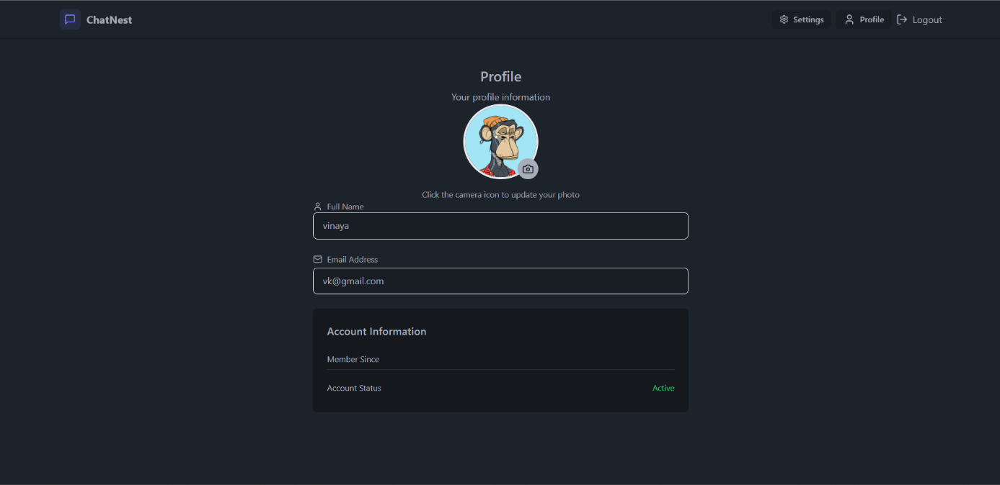 ChatNest
Settings
Profile
Logout
Profile
Your profile information
Click the camera icon to update your photo
Full Name
vinaya
Email Address
vk@gmail.com
Account Information
Member Since
Account Status
Active